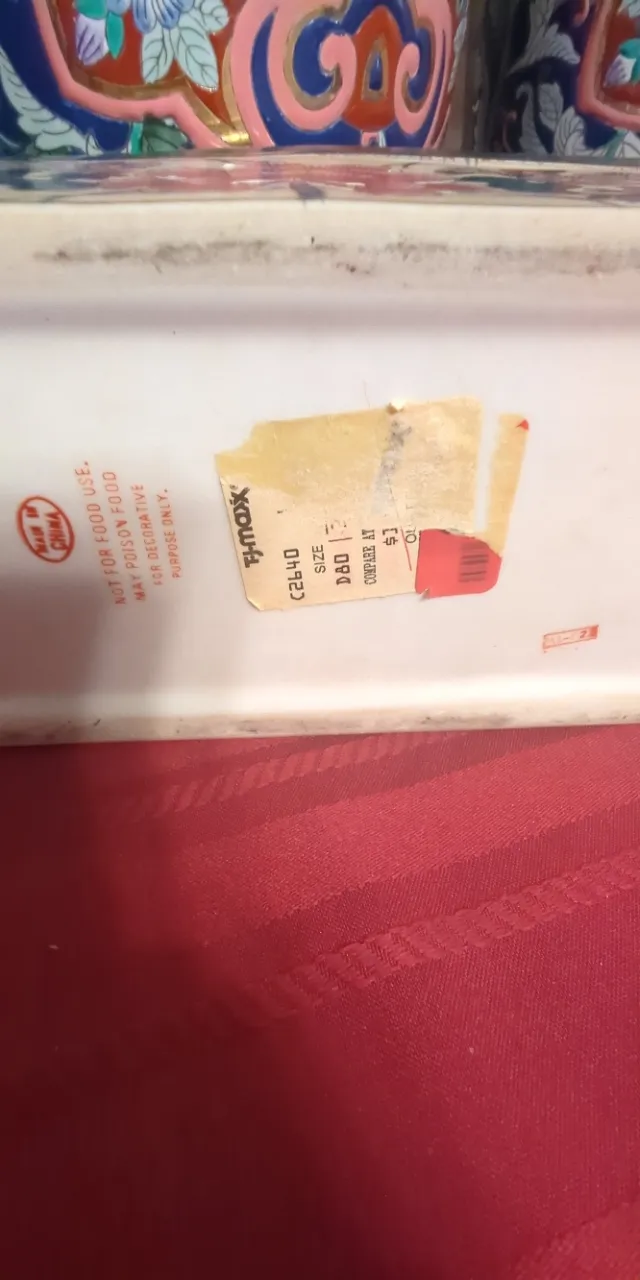 MADE IN
CHINA
NOT FOR FOOD USE.
MAY POISON FOOD
FOR DECORATIVE
PURPOSE ONLY.
T·J·maxx
C2640
SIZE
D80
COMPARE AT
$1